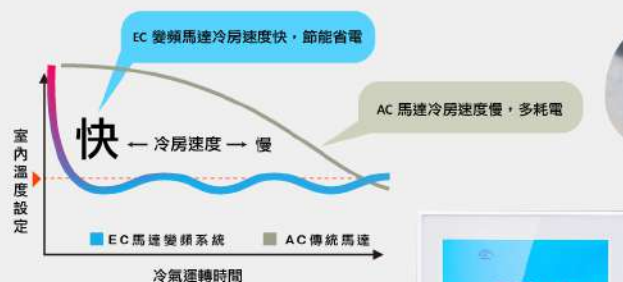 EC 變頻馬達冷房速度快，節能省電
AC 馬達冷房速度慢，多耗電
快 ← 冷房速度 → 慢
室內溫度設定
EC馬達變頻系統 AC傳統馬達
冷氣運轉時間